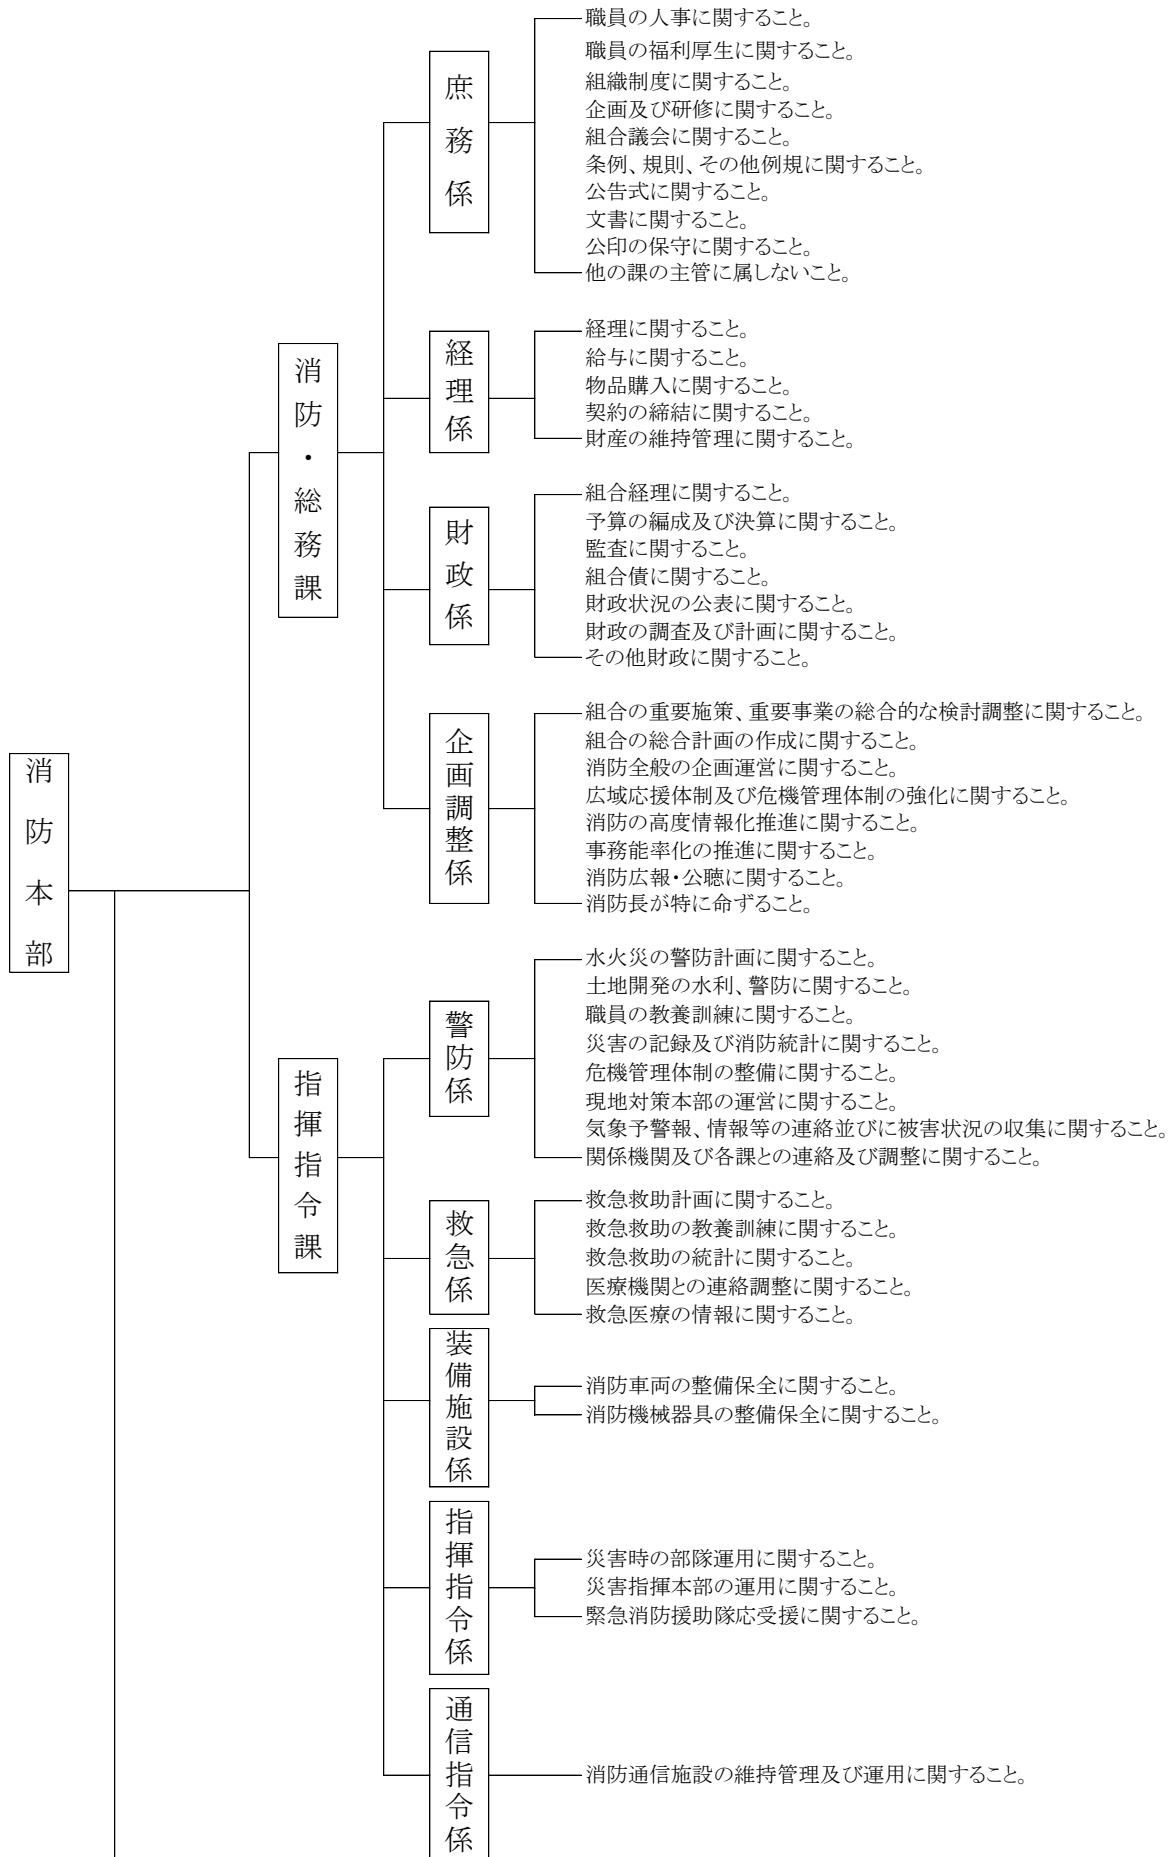 消防本部
消防・総務課
庶務係
職員の人事に関すること。
職員の福利厚生に関すること。
組織制度に関すること。
企画及び研修に関すること。
組合議会に関すること。
条例、規則、その他例規に関すること。
公告式に関すること。
文書に関すること。
公印の保守に関すること。
他の課の主管に属しないこと。
経理係
経理に関すること。
給与に関すること。
物品購入に関すること。
契約の締結に関すること。
財産の維持管理に関すること。
財政係
組合経理に関すること。
予算の編成及び決算に関すること。
監査に関すること。
組合債に関すること。
財政状況の公表に関すること。
財政の調査及び計画に関すること。
その他財政に関すること。
企画調整係
組合の重要施策、重要事業の総合的な検討調整に関すること。
組合の総合計画の作成に関すること。
消防全般の企画運営に関すること。
広域応援体制及び危機管理体制の強化に関すること。
消防の高度情報化推進に関すること。
事務能率化の推進に関すること。
消防広報・公聴に関すること。
消防長が特に命ずること。
指揮指令課
警防係
水火災の警防計画に関すること。
土地開発の水利、警防に関すること。
職員の教養訓練に関すること。
災害の記録及び消防統計に関すること。
危機管理体制の整備に関すること。
現地対策本部の運営に関すること。
気象予警報、情報等の連絡並びに被害状況の収集に関すること。
関係機関及び各課との連絡及び調整に関すること。
救急係
救急救助計画に関すること。
救急救助の教養訓練に関すること。
救急救助の統計に関すること。
医療機関との連絡調整に関すること。
救急医療の情報に関すること。
装備施設係
消防車両の整備保全に関すること。
消防機械器具の整備保全に関すること。
指揮指令係
災害時の部隊運用に関すること。
災害指揮本部の運用に関すること。
緊急消防援助隊応受援に関すること。
通信指令係
消防通信施設の維持管理及び運用に関すること。